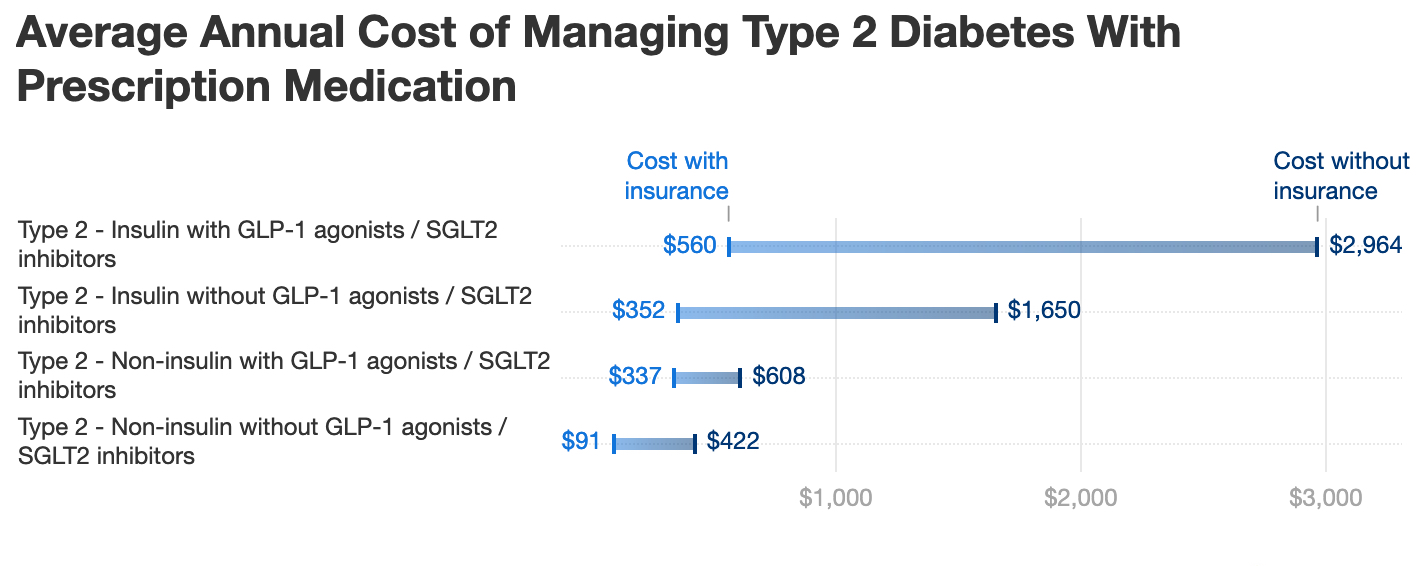 Average Annual Cost of Managing Type 2 Diabetes With
Prescription Medication
Cost with
insurance
Cost without
insurance
Type 2 - Insulin with GLP-1 agonists / SGLT2
inhibitors
$560
$2,964
Type 2 - Insulin without GLP-1 agonists / SGLT2
inhibitors
$352
$1,650
Type 2 - Non-insulin with GLP-1 agonists / SGLT2
inhibitors
$337
$608
Type 2 - Non-insulin without GLP-1 agonists /
SGLT2 inhibitors
$91
$422
$1,000
$2,000
$3,000